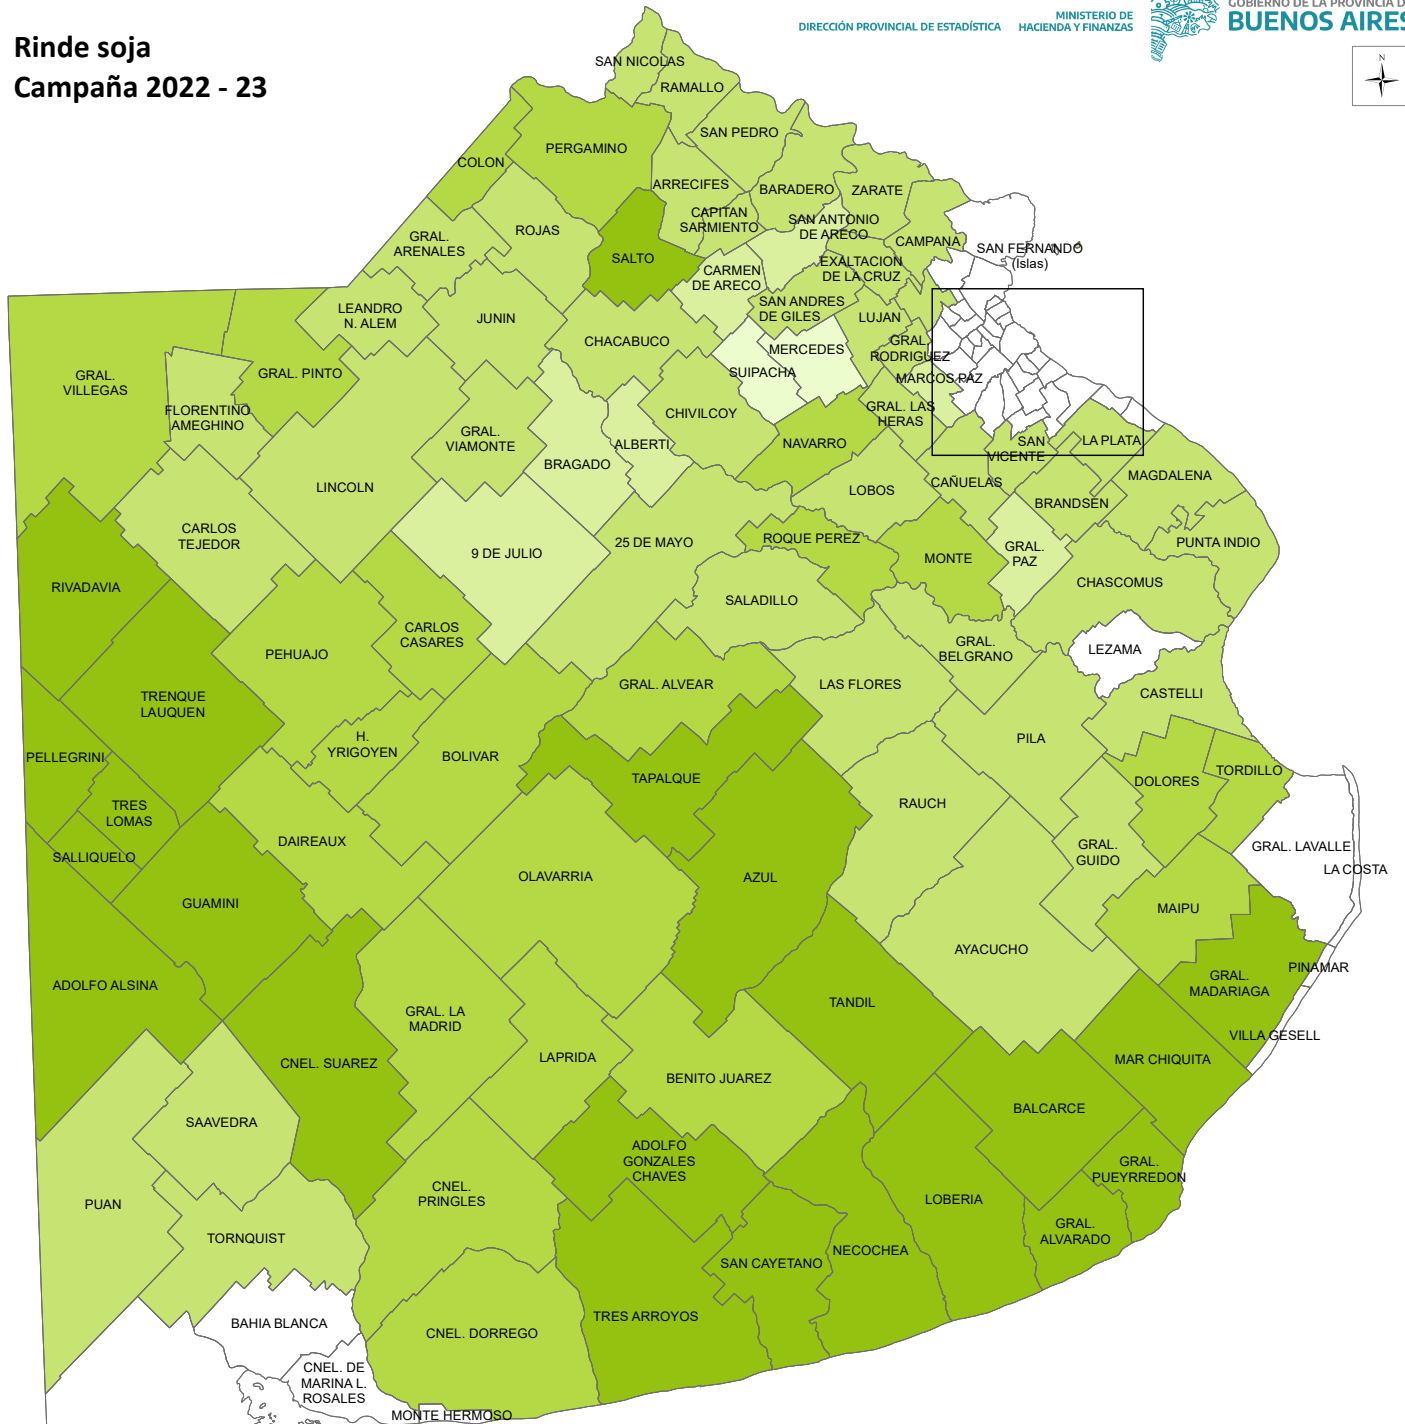 Rinde soja
Campaña 2022 - 23
DIRECCIÓN PROVINCIAL DE ESTADÍSTICA
MINISTERIO DE
HACIENDA Y FINANZAS
BUENOS AIRES
N
SAN NICOLAS
RAMALLO
SAN PEDRO
PERGAMINO
COLON
ARRECIFES
BARADERO
ZARATE
CAPITAN
SARMIENTO
SAN ANTONIO
DE ARECO
CAMPANA
SAN FERNANDO
(Islas)
ROJAS
GRAL.
ARENALES
SALTO
CARMEN
DE ARECO
EXALTACION
DE LA CRUZ
SAN ANDRES
DE GILES
LUJAN
LEANDRO
N. ALEM
JUNIN
CHACABUCO
MERCEDES
SUIPACHA
GRAL.
RODRIGUEZ
MARCOS PAZ
GRAL. LAS
HERAS
GRAL.
VILLEGAS
GRAL. PINTO
FLORENTINO
AMEGHINO
GRAL.
VIAMONTE
BRAGADO
ALBERTI
CHIVILCOY
NAVARRO
SAN
VICENTE
LA PLATA
MAGDALENA
LINCOLN
LOBOS
CAÑUELAS
BRANDSEN
CARLOS
TEJEDOR
9 DE JULIO
25 DE MAYO
ROQUE PEREZ
MONTE
GRAL.
PAZ
PUNTA INDIO
CHASCOMUS
RIVADAVIA
SALADILLO
CARLOS
CASARES
PEHUAJO
GRAL.
BELGRANO
LEZAMA
TRENQUE
LAUQUEN
GRAL. ALVEAR
LAS FLORES
CASTELLI
H.
YRIGOYEN
BOLIVAR
PILA
PELLEGRINI
TAPALQUE
DOLORES
TORDILLO
TRES
LOMAS
RAUCH
DAIREAUX
GRAL.
GUIDO
GRAL. LAVALLE
LA COSTA
SALLIQUELO
OLAVARRIA
AZUL
GUAMINI
MAIPU
AYACUCHO
ADOLFO ALSINA
GRAL.
MADARIAGA
PINAMAR
TANDIL
GRAL. LA
MADRID
VILLA GESELL
CNEL. SUAREZ
LAPRIDA
BENITO JUAREZ
MAR CHIQUITA
BALCARCE
SAAVEDRA
ADOLFO
GONZALES
CHAVES
GRAL.
PUEYRREDON
CNEL.
PRINGLES
PUAN
LOBERIA
GRAL.
ALVARADO
TORNQUIST
NECOCHEA
SAN CAYETANO
TRES ARROYOS
BAHIA BLANCA
CNEL. DORREGO
CNEL. DE
MARINA L.
ROSALES
MONTE HERMOSO